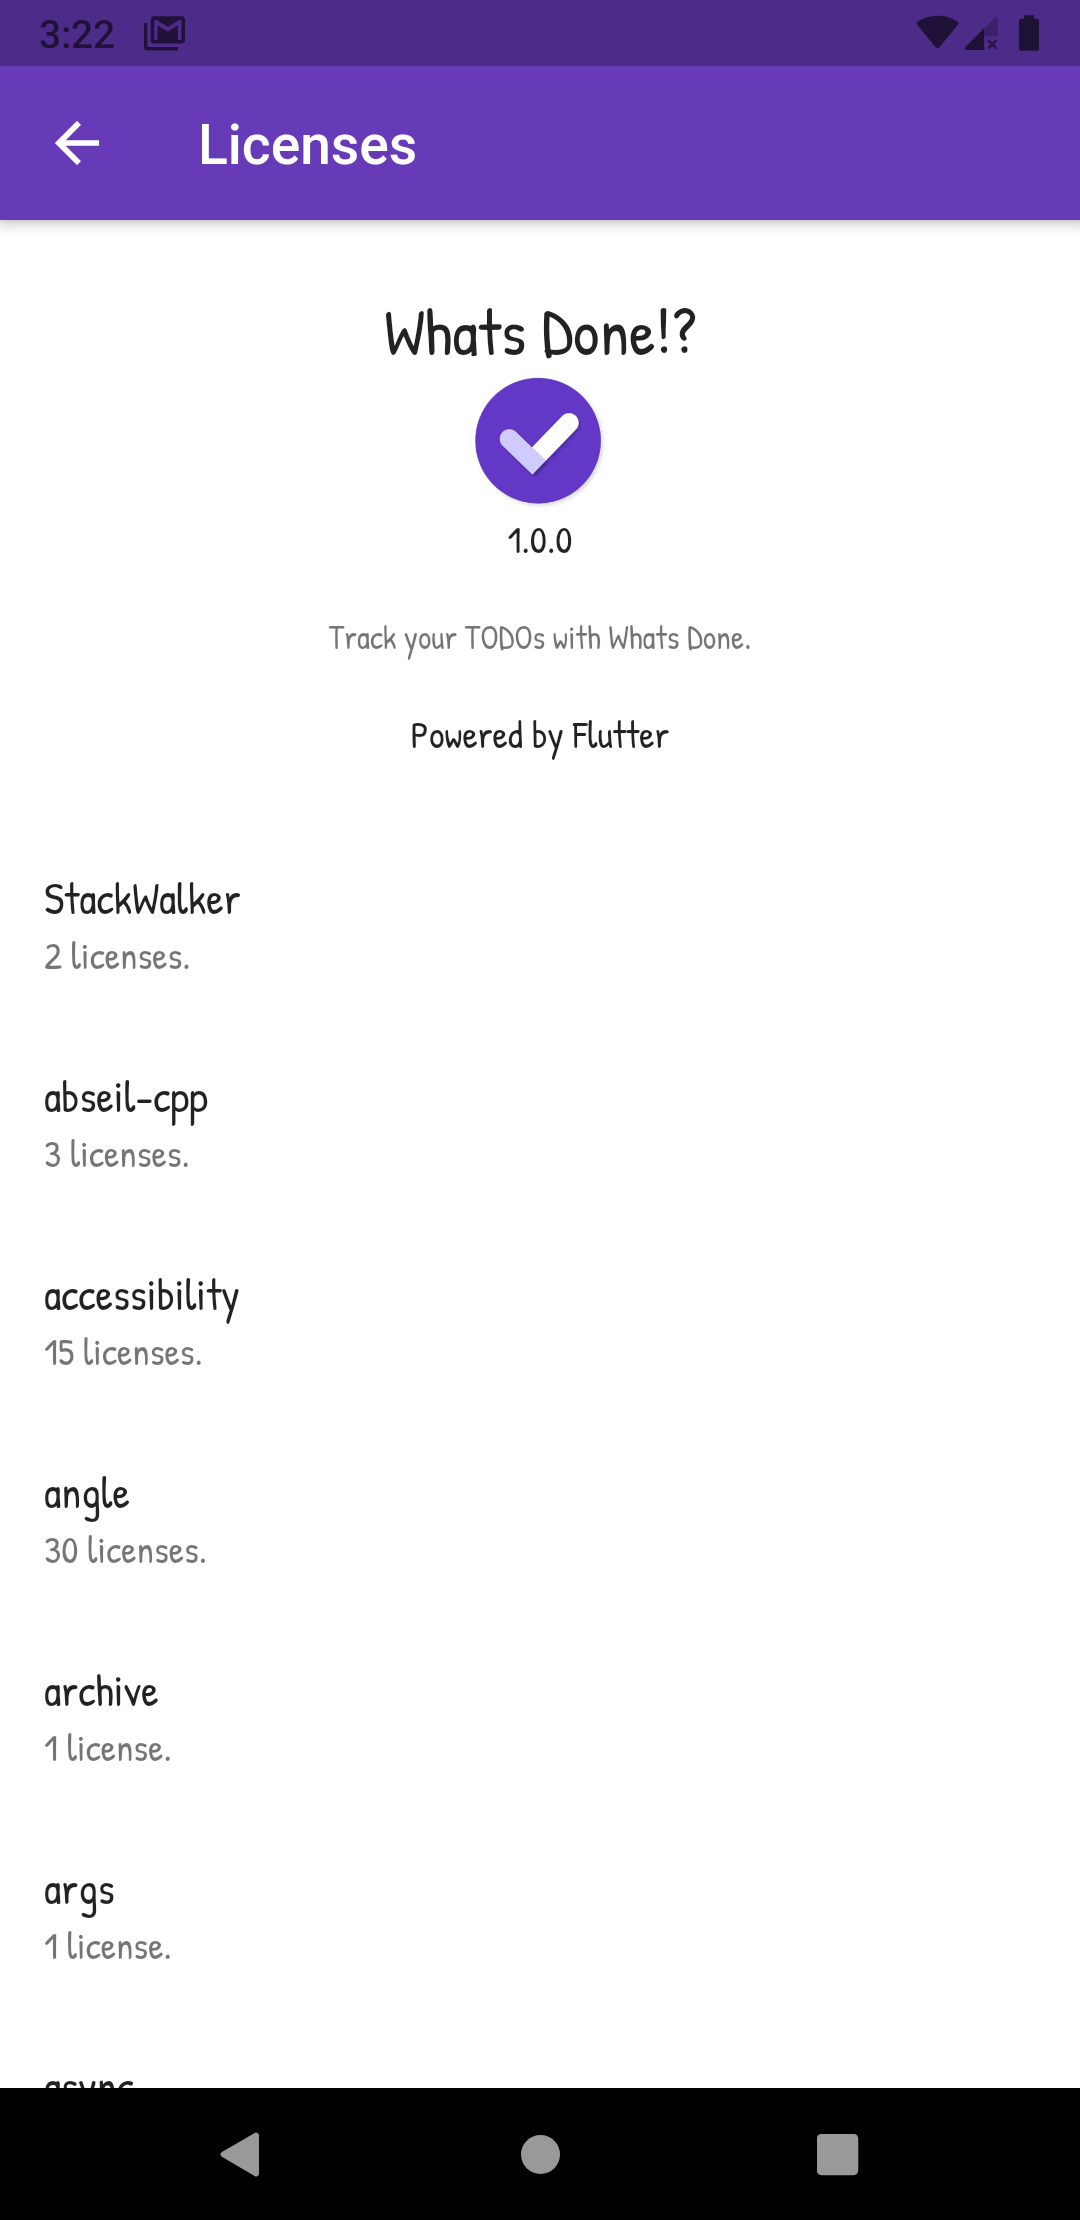 3:22
Licenses
Whats Done!?
1.0.0
Track your TODOs with Whats Done.
Powered by Flutter
StackWalker
2 licenses.
abseil-cpp
3 licenses.
accessibility
15 licenses.
angle
30 licenses.
archive
1 license.
args
1 license.
async